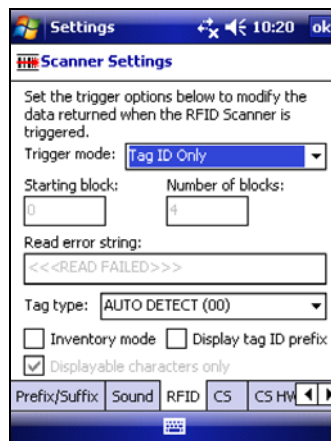 Settings 10:20 ok
Scanner Settings
Set the trigger options below to modify the
data returned when the RFID Scanner is
triggered.
Trigger mode: Tag ID Only
Starting block: Number of blocks:
0 4
Read error string:
<<<READ FAILED>>>
Tag type: AUTO DETECT (00)
Inventory mode Display tag ID prefix
Displayable characters only
Prefix/Suffix Sound RFID CS CS HW